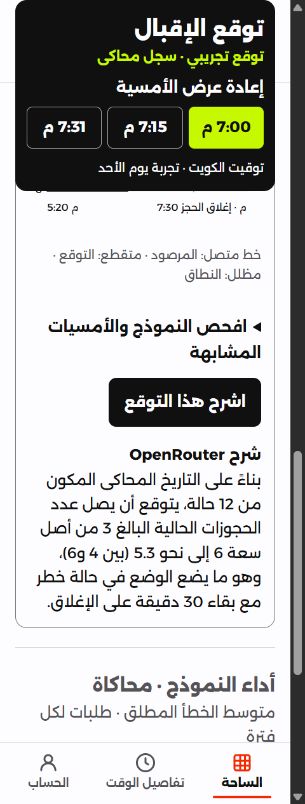 توقع الإقبال
توقع تجريبي · سجل محاكى
إعادة عرض الأمسية
7:00 م
7:15 م
7:31 م
توقيت الكويت · تجربة يوم الأحد
م · إغلاق الحجز 7:30
م 5:20
خط متصل: المرصود · متقطع: التوقع ·
مظلل: النطاق
◀ افحص النموذج والأمسيات
المشابهة
اشرح هذا التوقع
شرح OpenRouter
بناءً على التاريخ المحاكى المكون
من 12 حالة، يتوقع أن يصل عدد
الحجوزات الحالية البالغ 3 من أصل
سعة 6 إلى نحو 5.3 (بين 4 و6)،
وهو ما يضع الوضع في حالة خطر
مع بقاء 30 دقيقة على الإغلاق.
أداء النموذج · محاكاة
متوسط الخطأ المطلق · طلبات لكل
فترة
الساحة
تفاصيل الوقت
الحساب